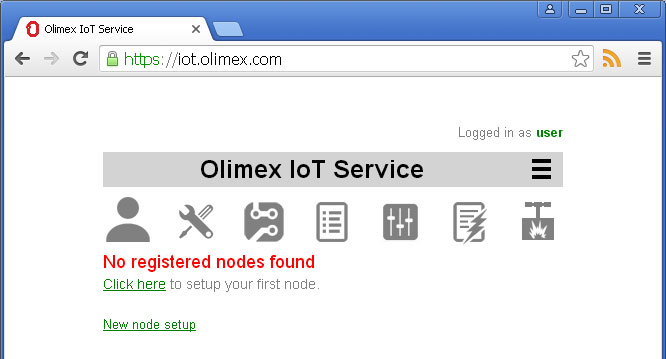 Olimex IoT Service
https://iot.olimex.com
Logged in as user
Olimex IoT Service
No registered nodes found
Click here to setup your first node.
New node setup